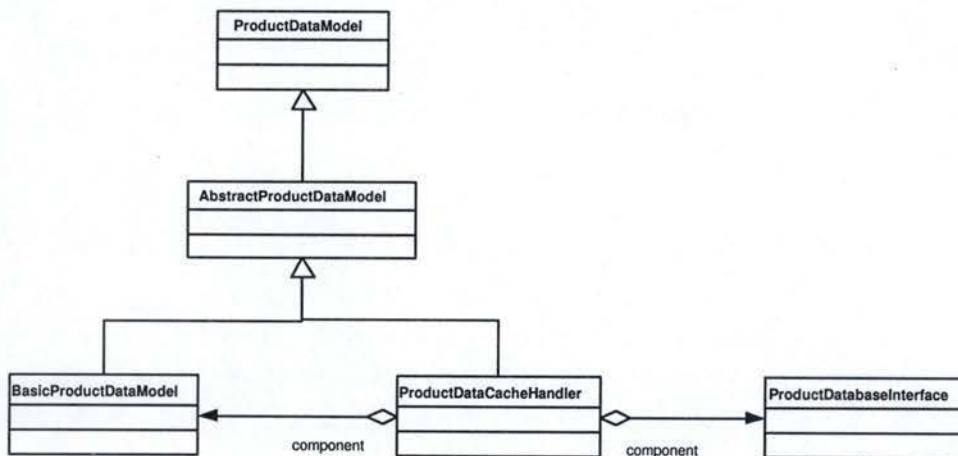 ProductDataModel
AbstractProductDataModel
BasicProductDataModel
ProductDataCacheHandler
ProductDatabaseInterface
component
component